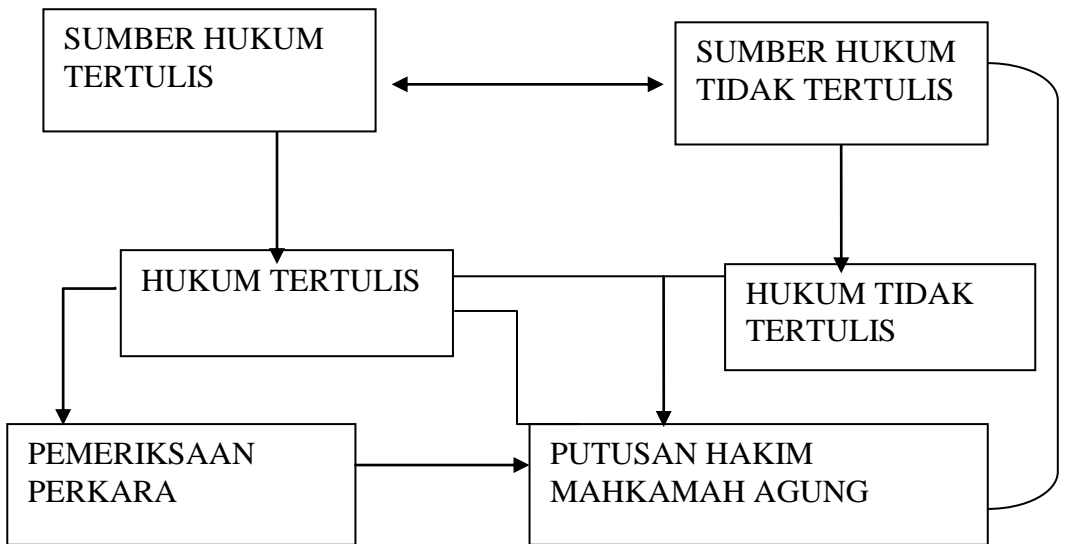 SUMBER HUKUM
TERTULIS
SUMBER HUKUM
TIDAK TERTULIS
HUKUM TERTULIS
HUKUM TIDAK
TERTULIS
PEMERIKSAAN
PERKARA
PUTUSAN HAKIM
MAHKAMAH AGUNG